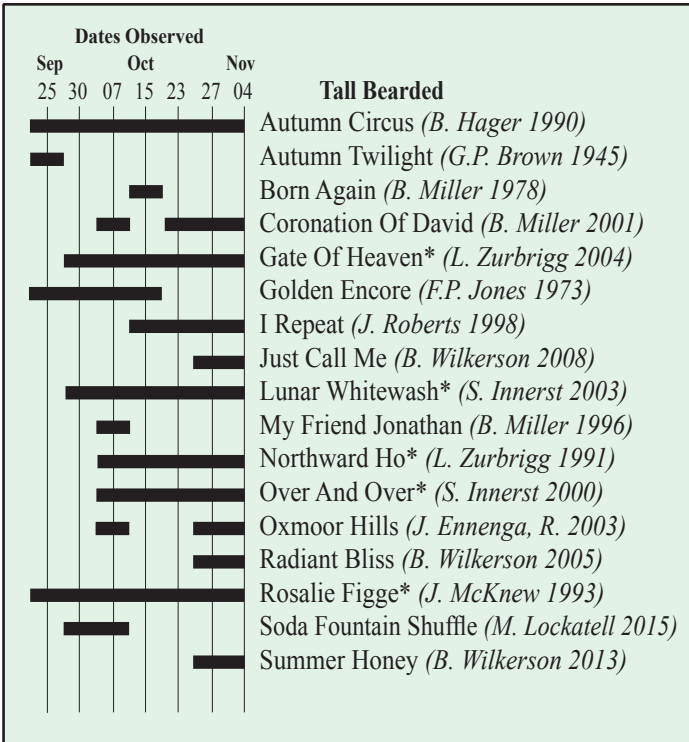 Dates Observed
Sep Oct Nov
25 30 07 15 23 27 04 Tall Bearded
Autumn Circus (B. Hager 1990)
Autumn Twilight (G.P. Brown 1945)
Born Again (B. Miller 1978)
Coronation Of David (B. Miller 2001)
Gate Of Heaven* (L. Zurbrigg 2004)
Golden Encore (F.P. Jones 1973)
I Repeat (J. Roberts 1998)
Just Call Me (B. Wilkerson 2008)
Lunar Whitewash* (S. Innerst 2003)
My Friend Jonathan (B. Miller 1996)
Northward Ho* (L. Zurbrigg 1991)
Over And Over* (S. Innerst 2000)
Oxmoor Hills (J. Ennenga, R. 2003)
Radiant Bliss (B. Wilkerson 2005)
Rosalie Figge* (J. McKnew 1993)
Soda Fountain Shuffle (M. Lockatell 2015)
Summer Honey (B. Wilkerson 2013)